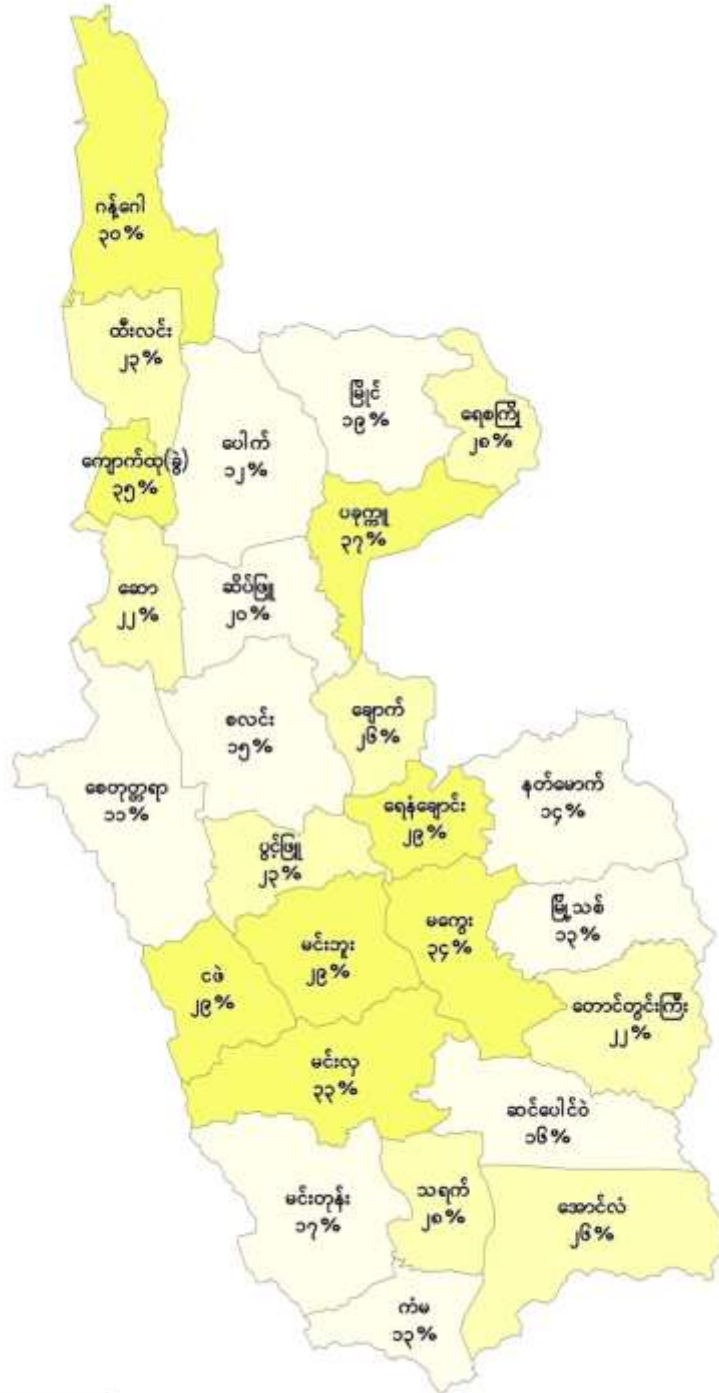 ဂန့်ဂေါ
၃၀%
ထီးလင်း
၂၃%
မြိုင်
၁၉%
ရေစကြို
၂၈%
ပေါက်
၁၂%
ကျောက်ထု(ခွဲ)
၃၅%
ပခုက္ကူ
၃၇%
ဆော
၂၂%
ဆိပ်ဖြူ
၂၀%
စလင်း
၁၅%
ချောက်
၂၆%
စေတုတ္တရာ
၁၁%
ရေနံချောင်း
၂၉%
နတ်မောက်
၁၄%
ပွင့်ဖြူ
၂၃%
မြို့သစ်
၁၃%
မင်းဘူး
၂၉%
မကွေး
၃၄%
ငဖဲ
၂၉%
တောင်တွင်းကြီး
၂၂%
မင်းလှ
၃၃%
ဆင်ပေါင်ဝဲ
၁၆%
မင်းတုန်း
၁၇%
သရက်
၂၈%
အောင်လံ
၂၆%
ကံမ
၁၃%